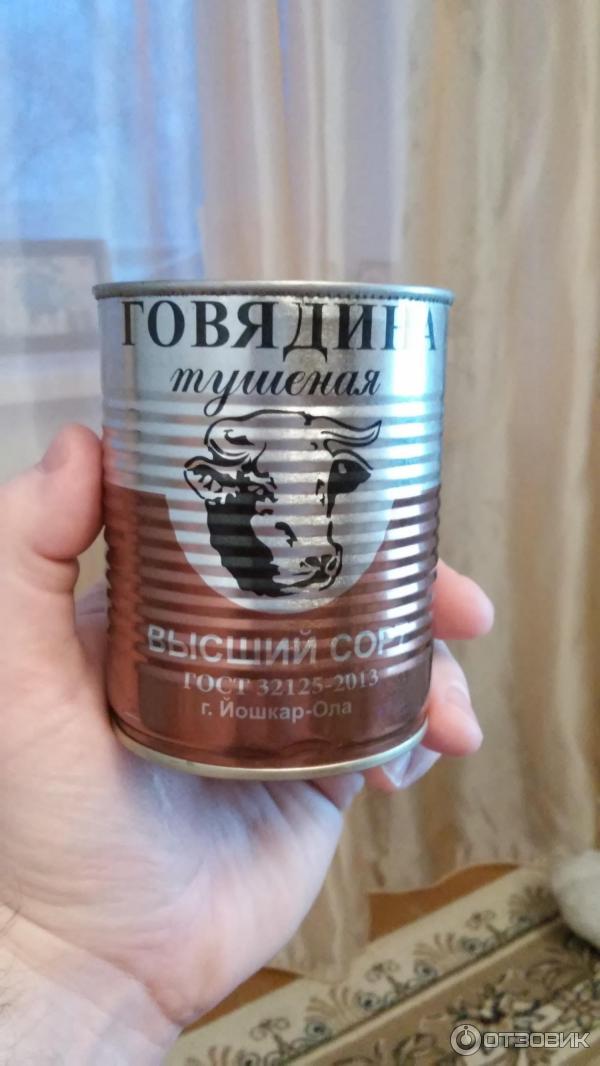 ГОВЯДИНА
тушеная
ВЫСШИЙ СОРТ
ГОСТ 32125-2013
г. Йошкар-Ола
ОТЗОВИК